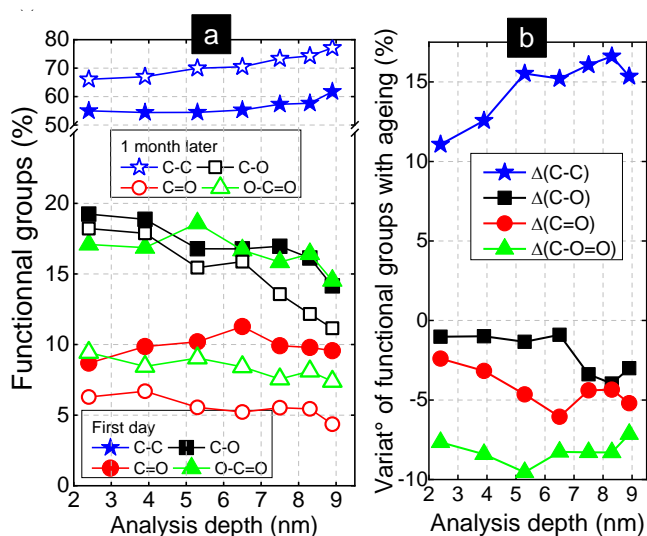 a
b
Functionnal groups (%)
80
70
60
50
20
15
10
5
0
1 month later
C-C C-O
C=O O-C=O
First day
C-C C-O
C=O O-C=O
2 3 4 5 6 7 8 9
Analysis depth (nm)
Variat° of functional groups with ageing (%)
15
10
0
-5
-10
Δ(C-C)
Δ(C-O)
Δ(C=O)
Δ(C-O=O)
2 3 4 5 6 7 8 9
Analysis depth (nm)